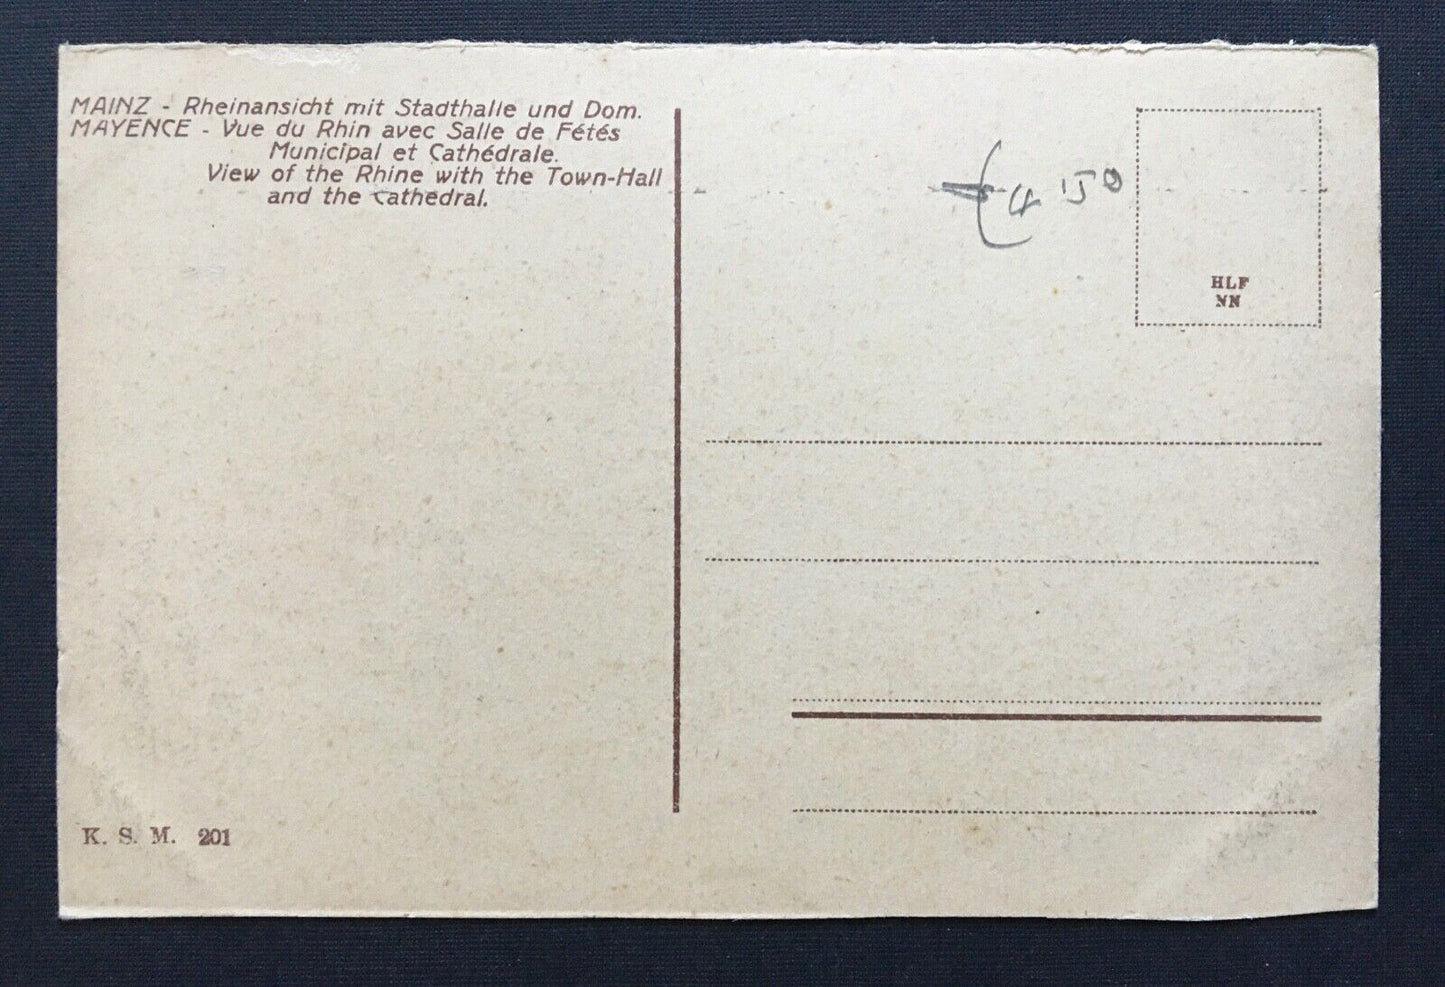 MAINZ - Rheinansicht mit Stadthalle und Dom.
MAYENCE - Vue du Rhin avec Salle de Fétés
Municipal et Cathédrale.
View of the Rhine with the Town-Hall
and the Cathedral.
£4.50
HLF
NN
K. S. M. 201